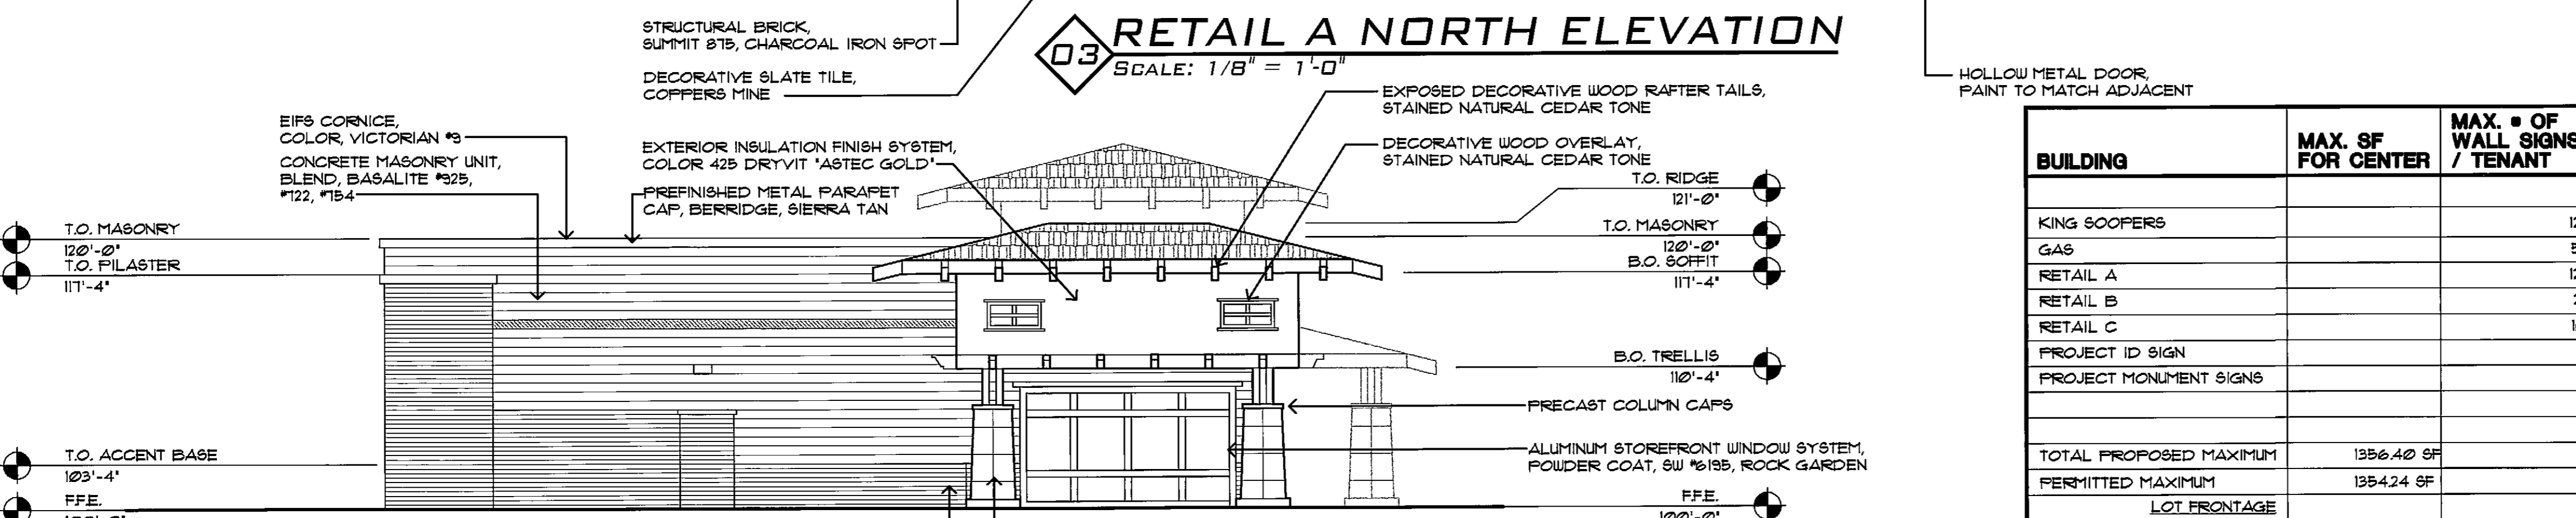 STRUCTURAL BRICK,
SUMMIT 875, CHARCOAL IRON SPOT
DECORATIVE SLATE TILE,
COPPERS MINE
03
RETAIL A NORTH ELEVATION
SCALE: 1/8" = 1'-0"
HOLLOW METAL DOOR,
PAINT TO MATCH ADJACENT
EIFS CORNICE,
COLOR, VICTORIAN #9
CONCRETE MASONRY UNIT,
BLEND, BASALITE #925,
#722, #754
EXTERIOR INSULATION FINISH SYSTEM,
COLOR 425 DRYVIT "ASTEC GOLD"
PREFINISHED METAL PARAPET
CAP, BERRIDGE, SIERRA TAN
EXPOSED DECORATIVE WOOD RAFTER TAILS,
STAINED NATURAL CEDAR TONE
DECORATIVE WOOD OVERLAY,
STAINED NATURAL CEDAR TONE
T.O. MASONRY
120'-0"
T.O. PILASTER
117'-4"
T.O. ACCENT BASE
103'-4"
F.F.E.
T.O. RIDGE
121'-0"
T.O. MASONRY
120'-0"
B.O. SOFFIT
117'-4"
B.O. TRELLIS
110'-4"
PRECAST COLUMN CAPS
ALUMINUM STOREFRONT WINDOW SYSTEM,
POWDER COAT, SW #6195, ROCK GARDEN
F.F.E.
100'-0"
BUILDING
MAX. SF
FOR CENTER
MAX. # OF
WALL SIGNS
/ TENANT
KING SOOPERS
GAS
RETAIL A
RETAIL B
RETAIL C
PROJECT ID SIGN
PROJECT MONUMENT SIGNS
TOTAL PROPOSED MAXIMUM 1356.40 SF
PERMITTED MAXIMUM 1354.24 SF
LOT FRONTAGE